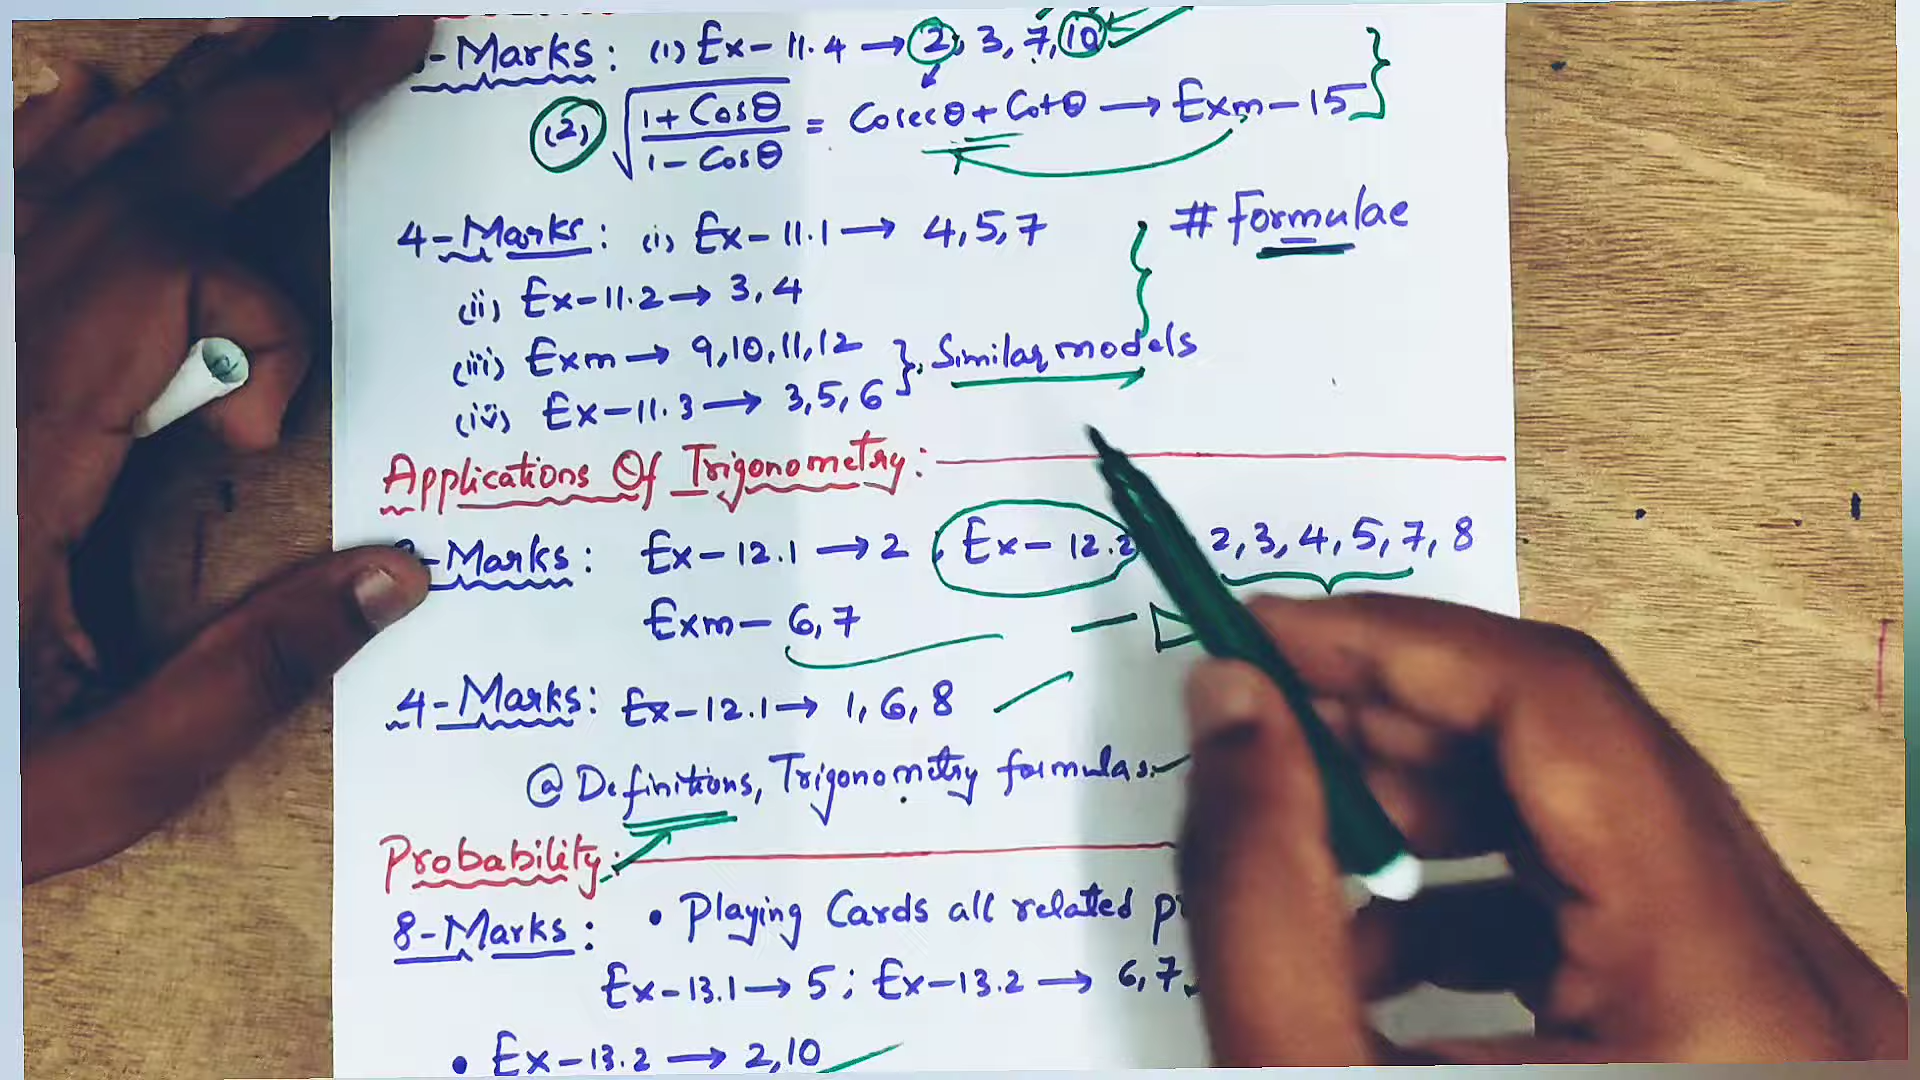 -Marks: (i) Ex-11.4 → 2, 3, 7, 10
(2) √(1+Cosθ / 1-Cosθ) = Cosecθ + Cotθ → Exm-15
4-Marks: (i) Ex-11.1 → 4,5,7
# Formulae
(ii) Ex-11.2 → 3,4
(iii) Exm → 9,10,11,12
(iv) Ex-11.3 → 3,5,6
}. Similar models
Applications Of Trigonometry:
-Marks: Ex-12.1 → 2, Ex-12.2 2,3,4,5,7,8
Exm-6,7
4-Marks: Ex-12.1 → 1,6,8
@ Definitions, Trigonometry formulas.
Probability:
8-Marks: • Playing Cards all related
Ex-13.1 → 5; Ex-13.2 → 6,7,
• Ex-13.2 → 2,10